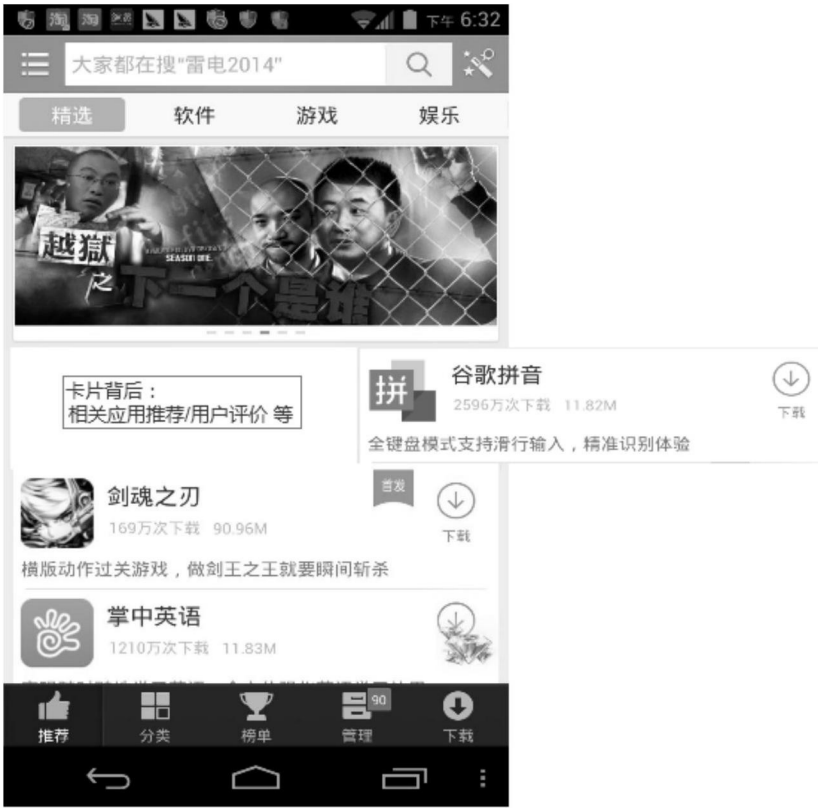 下午 6:32
大家都在搜“雷电2014”
精选 软件 游戏 娱乐
越獄
SEASON ONE.
之
下一个是谁
卡片背后：
相关应用推荐/用户评价 等
拼
谷歌拼音
2596万次下载 11.82M
下载
全键盘模式支持滑行输入，精准识别体验
剑魂之刃
首发
169万次下载 90.96M
下载
横版动作过关游戏，做剑王之王就要瞬间斩杀
掌中英语
1210万次下载 11.83M
90
推荐 分类 榜单 管理 下载